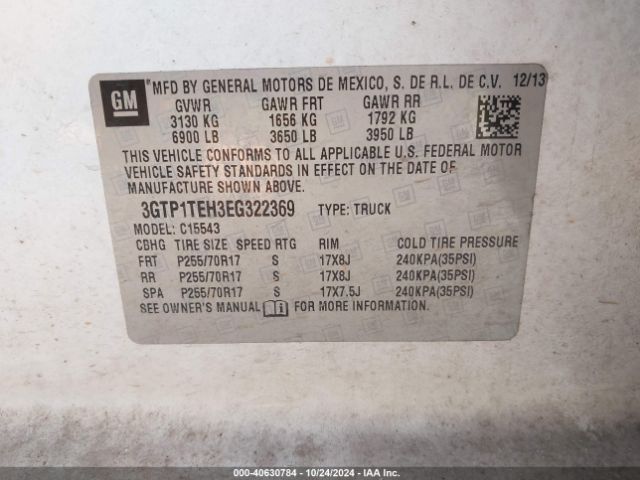 GM
MFD BY GENERAL MOTORS DE MEXICO, S. DE R.L. DE C.V. 12/13
GVWR GAWR FRT GAWR RR
3130 KG 1656 KG 1792 KG
6900 LB 3650 LB 3950 LB
THIS VEHICLE CONFORMS TO ALL APPLICABLE U.S. FEDERAL MOTOR
VEHICLE SAFETY STANDARDS IN EFFECT ON THE DATE OF
MANUFACTURE SHOWN ABOVE.
3GTP1TEH3EG322369 TYPE: TRUCK
MODEL: C15543
CBHG TIRE SIZE SPEED RTG RIM COLD TIRE PRESSURE
FRT P255/70R17 S 17X8J 240KPA(35PSI)
RR P255/70R17 S 17X8J 240KPA(35PSI)
SPA P255/70R17 S 17X7.5J 240KPA(35PSI)
SEE OWNER'S MANUAL FOR MORE INFORMATION.
000-40630784 - 10/24/2024 - IAA Inc.